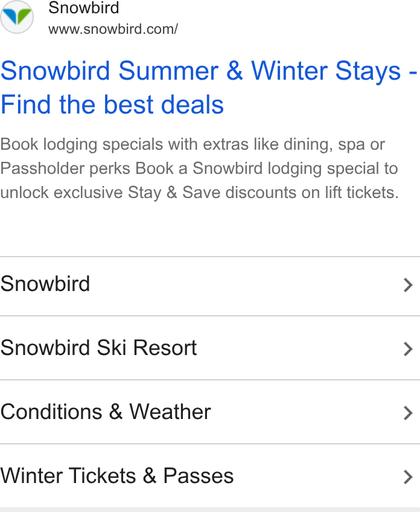 Snowbird
www.snowbird.com/
Snowbird Summer & Winter Stays -
Find the best deals
Book lodging specials with extras like dining, spa or
Passholder perks Book a Snowbird lodging special to
unlock exclusive Stay & Save discounts on lift tickets.
Snowbird
Snowbird Ski Resort
Conditions & Weather
Winter Tickets & Passes